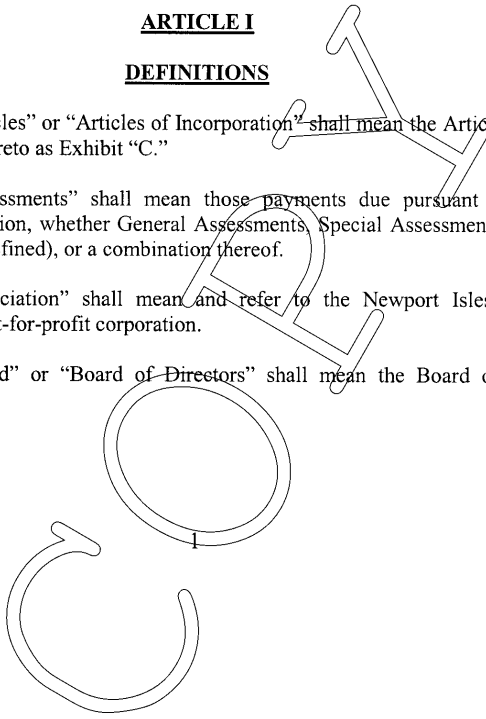 ARTICLE I
DEFINITIONS
cles” or “Articles of Incorporation” shall mean the Artic
reto as Exhibit “C.”
ssments” shall mean those payments due pursuant
ion, whether General Assessments, Special Assessmen
fined), or a combination thereof.
ciation” shall mean and refer to the Newport Isles
t-for-profit corporation.
d” or “Board of Directors” shall mean the Board o
1
COPY